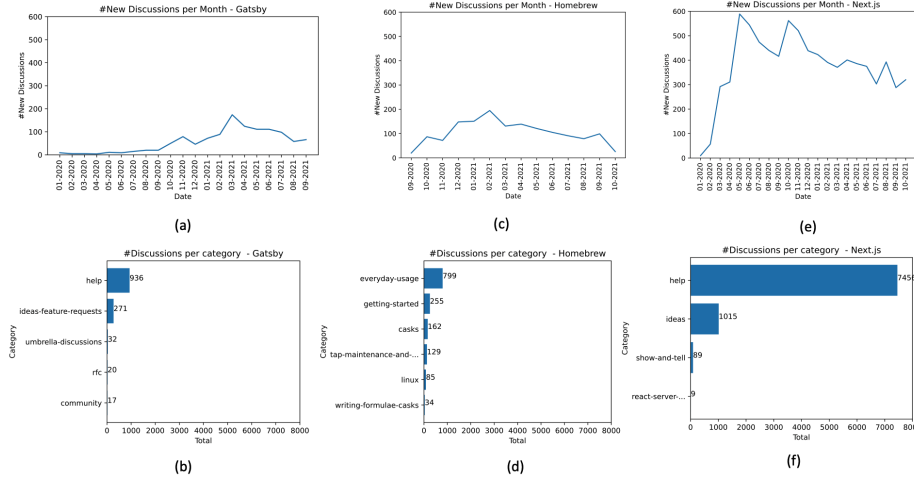 #New Discussions per Month - Gatsby
600
500
400
300
200
100
0
#New Discussions
01-2020
02-2020
03-2020
04-2020
05-2020
06-2020
07-2020
08-2020
09-2020
10-2020
11-2020
12-2020
01-2021
02-2021
03-2021
04-2021
05-2021
06-2021
07-2021
08-2021
09-2021
Date
(a)
#New Discussions per Month - Homebrew
600
500
400
300
200
100
0
#New Discussions
09-2020
10-2020
11-2020
12-2020
01-2021
02-2021
03-2021
04-2021
05-2021
06-2021
07-2021
08-2021
09-2021
10-2021
Date
(c)
#New Discussions per Month - Next.js
600
500
400
300
200
100
0
#New Discussions
01-2020
02-2020
03-2020
04-2020
05-2020
06-2020
07-2020
08-2020
09-2020
10-2020
11-2020
12-2020
01-2021
02-2021
03-2021
04-2021
05-2021
06-2021
07-2021
08-2021
09-2021
10-2021
Date
(e)
#Discussions per category - Gatsby
Category
help 936
ideas-feature-requests 271
umbrella-discussions 32
rfc 20
community 17
0 1000 2000 3000 4000 5000 6000 7000 8000
Total
(b)
#Discussions per category - Homebrew
Category
everyday-usage 799
getting-started 255
casks 162
tap-maintenance-and-... 129
linux 85
writing-formulae-casks 34
0 1000 2000 3000 4000 5000 6000 7000 8000
Total
(d)
#Discussions per category - Next.js
Category
help
ideas 1015
show-and-tell 89
react-server-... 9
0 1000 2000 3000 4000 5000 6000 7000 8000
Total
(f)